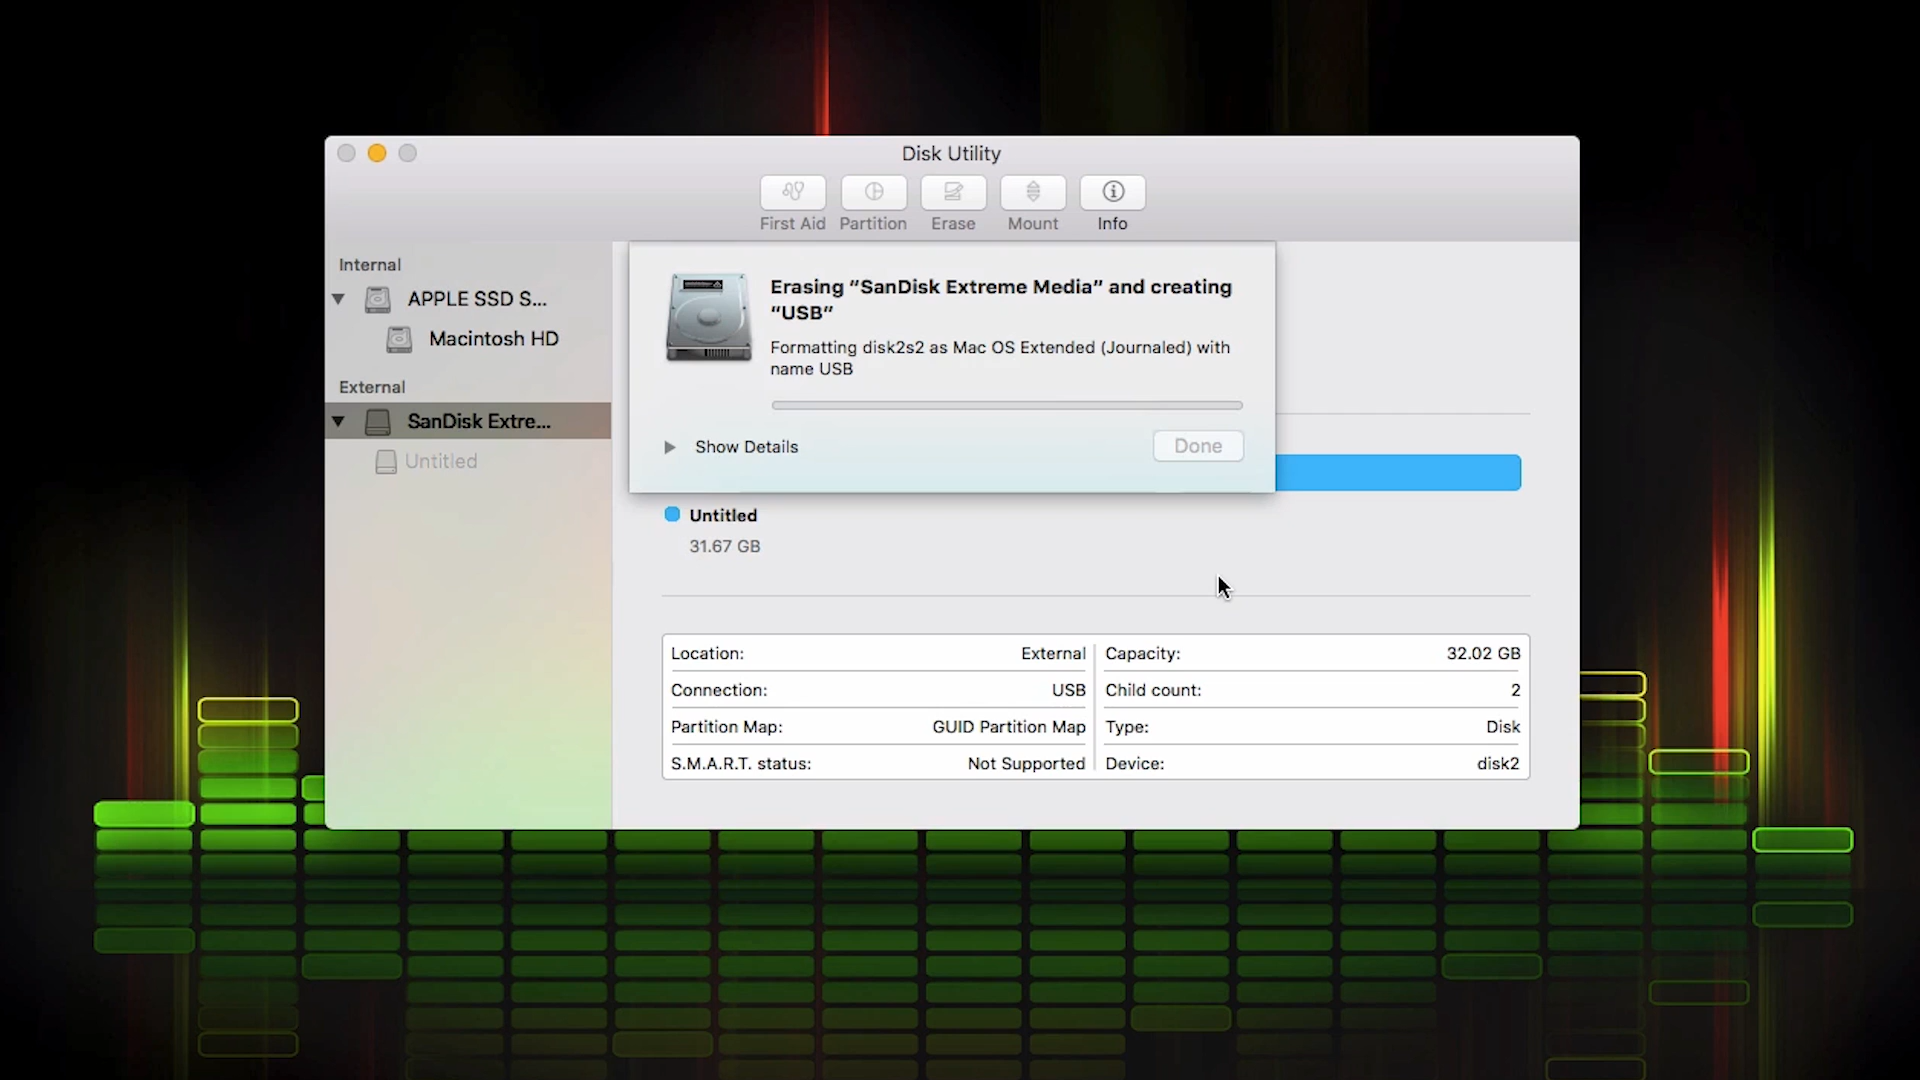 Disk Utility
First Aid
Partition
Erase
Mount
Info
Internal
APPLE SSD S...
Macintosh HD
External
SanDisk Extre...
Untitled
Erasing “SanDisk Extreme Media” and creating
“USB”
Formatting disk2s2 as Mac OS Extended (Journaled) with
name USB
Show Details
Done
Untitled
31.67 GB
Location: External
Capacity: 32.02 GB
Connection: USB
Child count: 2
Partition Map: GUID Partition Map
Type: Disk
S.M.A.R.T. status: Not Supported
Device: disk2